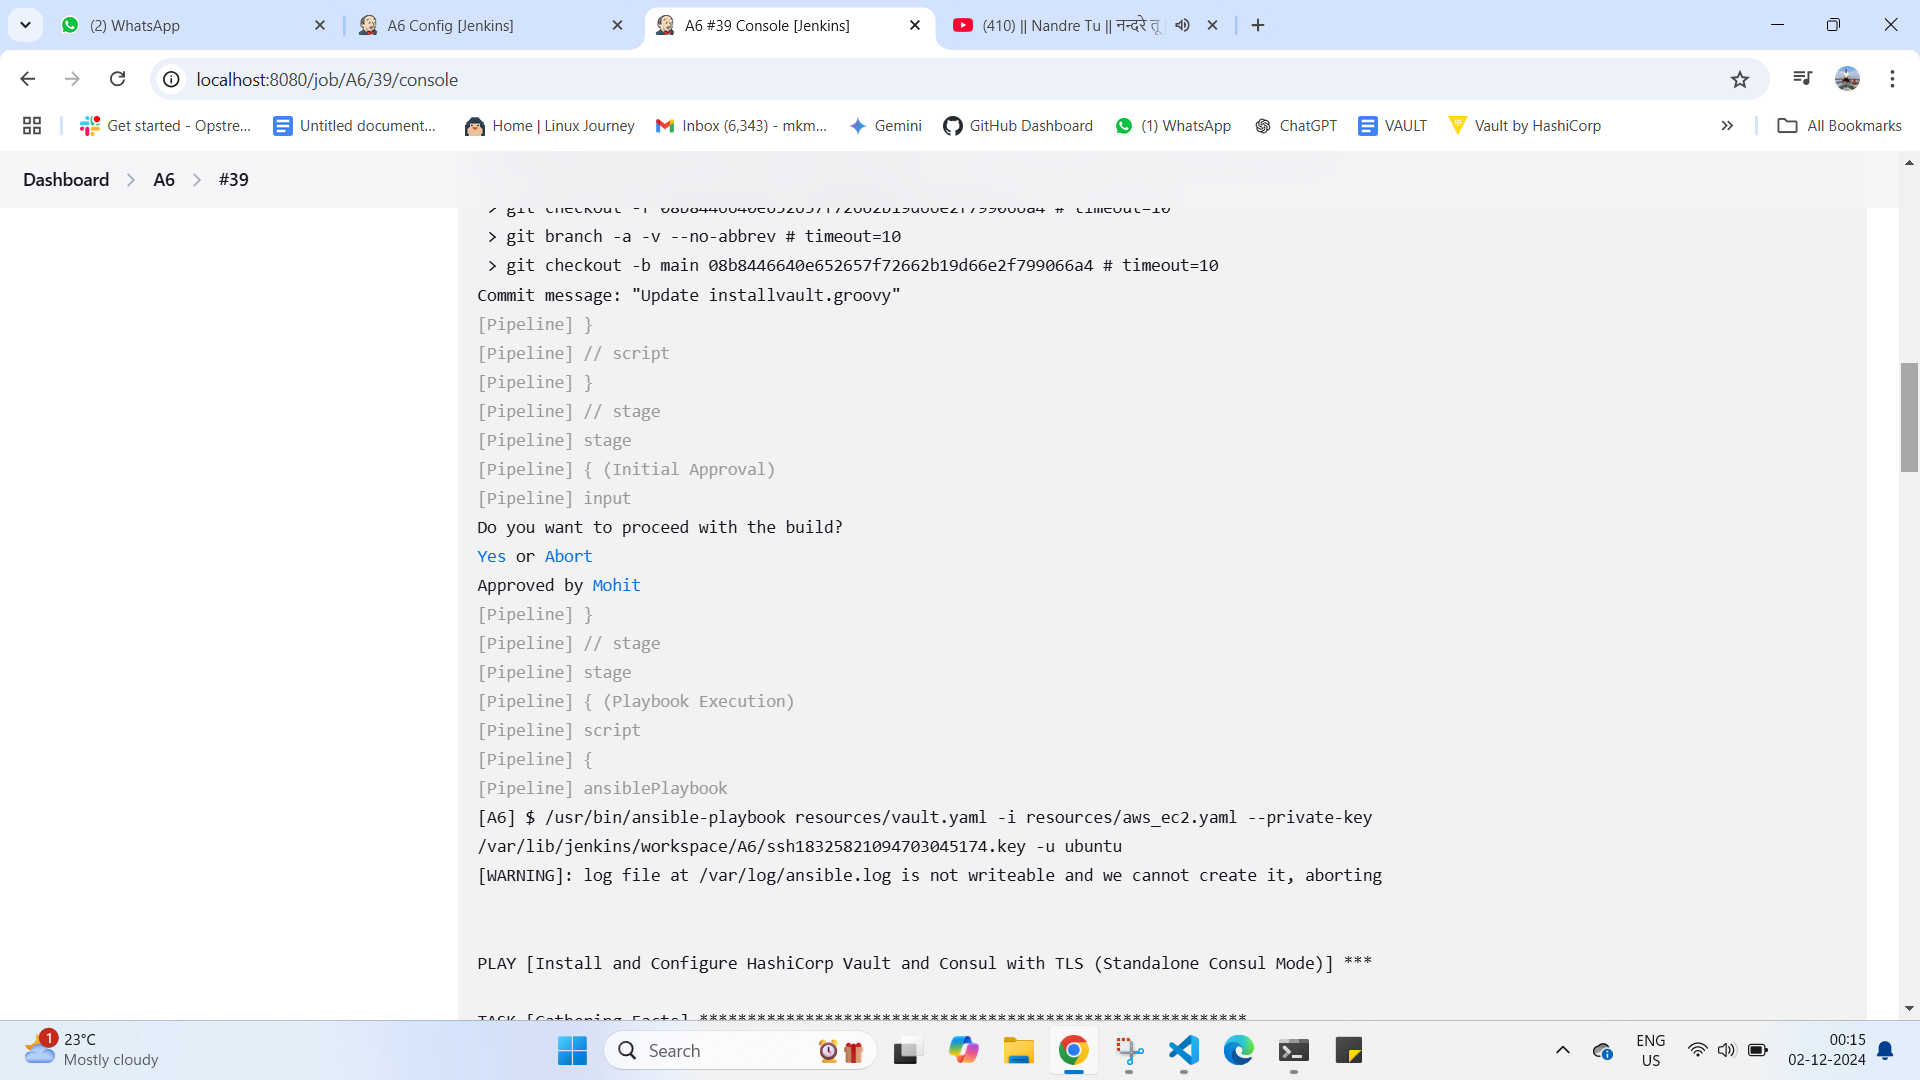 (2) WhatsApp
A6 Config [Jenkins]
A6 #39 Console [Jenkins]
(410) || Nandre Tu || नन्दरे तू
localhost:8080/job/A6/39/console
Get started - Opstre...
Untitled document...
Home | Linux Journey
Inbox (6,343) - mkm...
Gemini
GitHub Dashboard
(1) WhatsApp
ChatGPT
VAULT
Vault by HashiCorp
All Bookmarks
Dashboard > A6 > #39
> git checkout -f 08b8446640e652657f72662b19d66e2f799066a4 # timeout=10
> git branch -a -v --no-abbrev # timeout=10
> git checkout -b main 08b8446640e652657f72662b19d66e2f799066a4 # timeout=10
Commit message: "Update installvault.groovy"
[Pipeline] }
[Pipeline] // script
[Pipeline] }
[Pipeline] // stage
[Pipeline] stage
[Pipeline] { (Initial Approval)
[Pipeline] input
Do you want to proceed with the build?
Yes or Abort
Approved by Mohit
[Pipeline] }
[Pipeline] // stage
[Pipeline] stage
[Pipeline] { (Playbook Execution)
[Pipeline] script
[Pipeline] {
[Pipeline] ansiblePlaybook
[A6] $ /usr/bin/ansible-playbook resources/vault.yaml -i resources/aws_ec2.yaml --private-key
/var/lib/jenkins/workspace/A6/ssh18325821094703045174.key -u ubuntu
[WARNING]: log file at /var/log/ansible.log is not writeable and we cannot create it, aborting
PLAY [Install and Configure HashiCorp Vault and Consul with TLS (Standalone Consul Mode)] ***
TASK [Gathering Facts] *********************************************************
1
23°C
Mostly cloudy
Search
ENG
US
00:15
02-12-2024